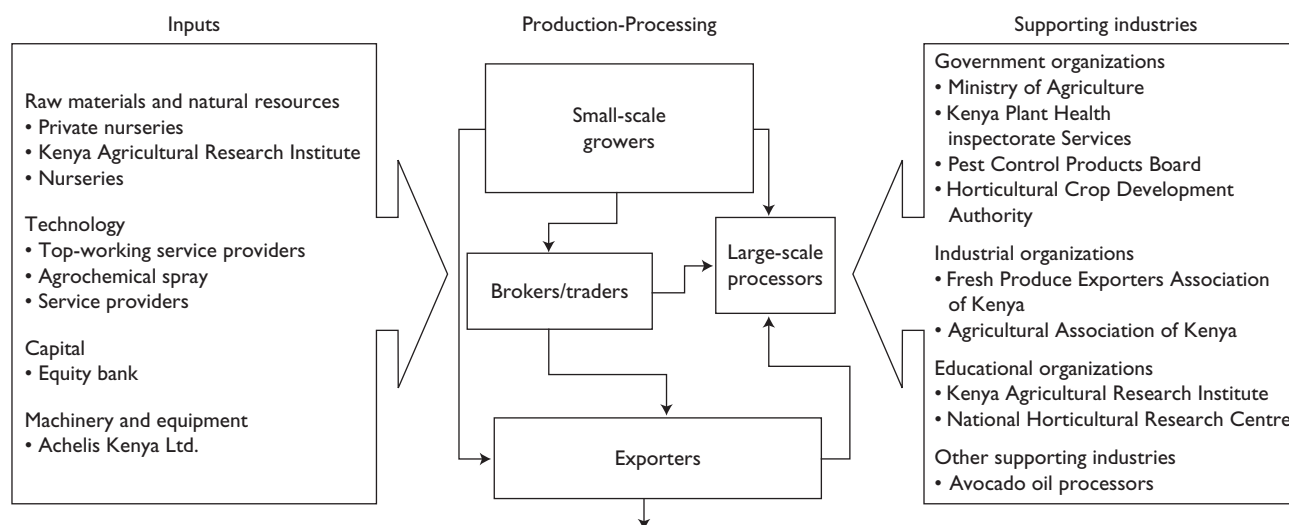 Inputs
Production-Processing
Supporting industries
Raw materials and natural resources
• Private nurseries
• Kenya Agricultural Research Institute
• Nurseries
Technology
• Top-working service providers
• Agrochemical spray
• Service providers
Capital
• Equity bank
Machinery and equipment
• Achelis Kenya Ltd.
Small-scale
growers
Brokers/traders
Large-scale
processors
Exporters
Government organizations
• Ministry of Agriculture
• Kenya Plant Health
inspectorate Services
• Pest Control Products Board
• Horticultural Crop Development
Authority
Industrial organizations
• Fresh Produce Exporters Association
of Kenya
• Agricultural Association of Kenya
Educational organizations
• Kenya Agricultural Research Institute
• National Horticultural Research Centre
Other supporting industries
• Avocado oil processors